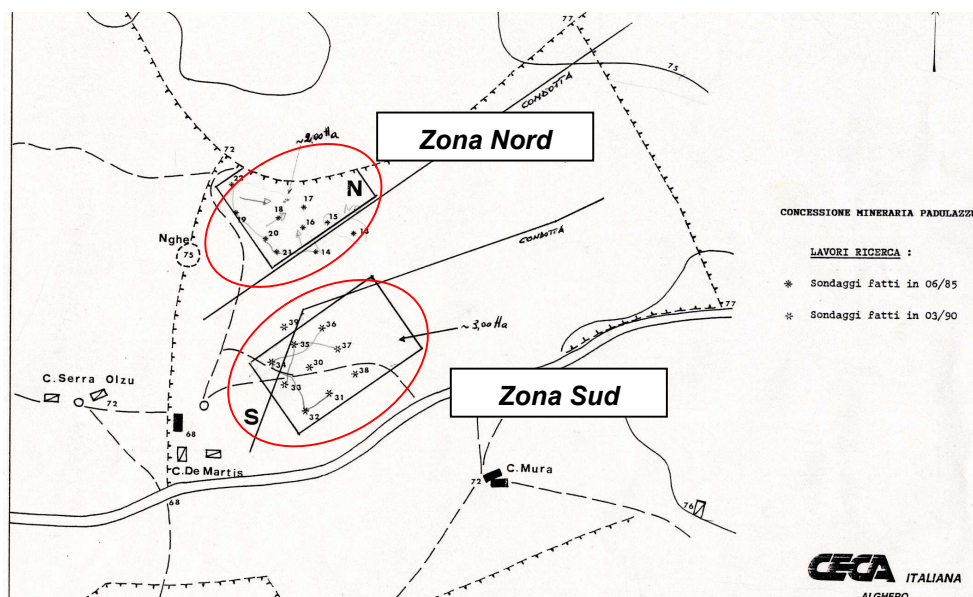 77
75
CONDOTTA
~2,00 Ha
Zona Nord
72
22
N
17
18
19
16
15
13
20
21
14
Nghe
75
CONDOTTA
CONCESSIONE MINERARIA PADULAZZ
LAVORI RICERCA :
Sondaggi fatti in 06/85
Sondaggi fatti in 03/90
77
39
36
~3,00 Ha
35
37
34
30
38
33
31
32
S
Zona Sud
C. Serra Olzu
72
68
C.De Martis
68
C.Mura
72
76
CECA ITALIANA
ALGHERO